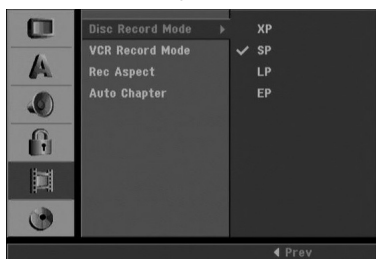 Disc Record Mode
VCR Record Mode
Rec Aspect
Auto Chapter
XP
SP
LP
EP
Prev